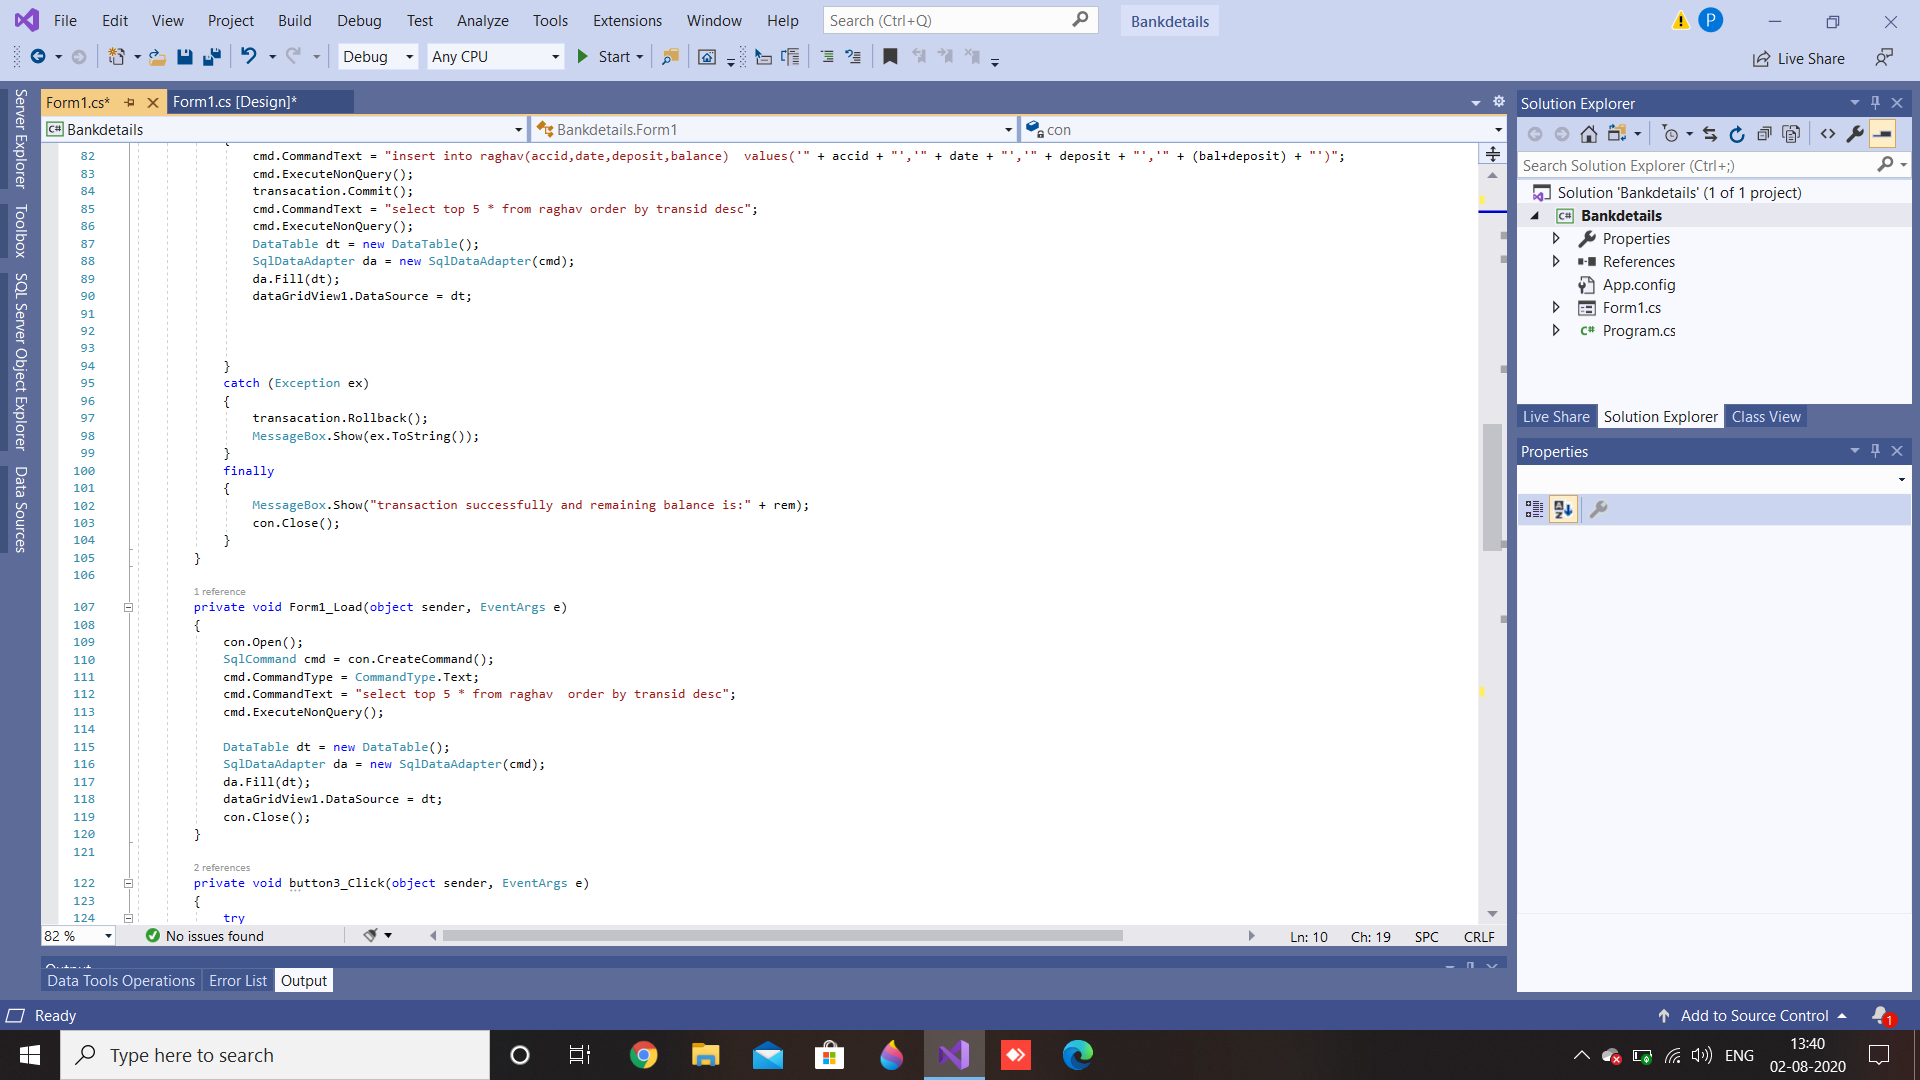 File Edit View Project Build Debug Test Analyze Tools Extensions Window Help Search (Ctrl+Q) Bankdetails P
Debug Any CPU Start Live Share
Server Explorer
Toolbox
SQL Server Object Explorer
Data Sources
Form1.cs* Form1.cs [Design]*
C# Bankdetails Bankdetails.Form1 con
82 cmd.CommandText = "insert into raghav(accid,date,deposit,balance)  values('" + accid + "','" + date + "','" + deposit + "','" + (bal+deposit) + "')";
83 cmd.ExecuteNonQuery();
84 transacation.Commit();
85 cmd.CommandText = "select top 5 * from raghav order by transid desc";
86 cmd.ExecuteNonQuery();
87 DataTable dt = new DataTable();
88 SqlDataAdapter da = new SqlDataAdapter(cmd);
89 da.Fill(dt);
90 dataGridView1.DataSource = dt;
91
92
93
94 }
95 catch (Exception ex)
96 {
97 transacation.Rollback();
98 MessageBox.Show(ex.ToString());
99 }
100 finally
101 {
102 MessageBox.Show("transaction successfully and remaining balance is:" + rem);
103 con.Close();
104 }
105 }
106
1 reference
107 private void Form1_Load(object sender, EventArgs e)
108 {
109 con.Open();
110 SqlCommand cmd = con.CreateCommand();
111 cmd.CommandType = CommandType.Text;
112 cmd.CommandText = "select top 5 * from raghav  order by transid desc";
113 cmd.ExecuteNonQuery();
114
115 DataTable dt = new DataTable();
116 SqlDataAdapter da = new SqlDataAdapter(cmd);
117 da.Fill(dt);
118 dataGridView1.DataSource = dt;
119 con.Close();
120 }
121
2 references
122 private void button3_Click(object sender, EventArgs e)
123 {
124 try
82 % No issues found Ln: 10 Ch: 19 SPC CRLF
Output
Data Tools Operations Error List Output
Solution Explorer
Search Solution Explorer (Ctrl+;)
Solution 'Bankdetails' (1 of 1 project)
C# Bankdetails
Properties
References
App.config
Form1.cs
C# Program.cs
Live Share Solution Explorer Class View
Properties
Ready Add to Source Control 1
Type here to search ENG 13:40
02-08-2020